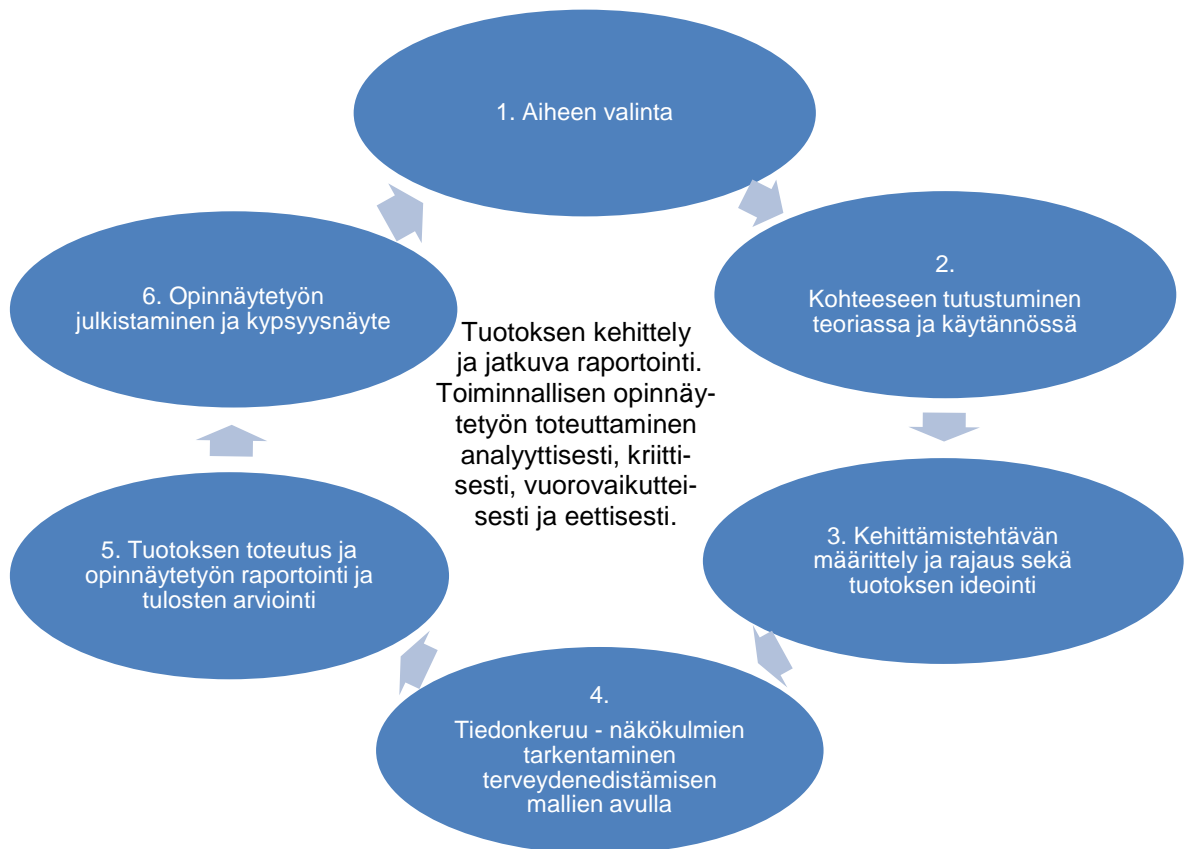 1. Aiheen valinta
2.
Kohteeseen tutustuminen
teoriassa ja käytännössä
3. Kehittämistehtävän
määrittely ja rajaus sekä
tuotoksen ideointi
4.
Tiedonkeruu - näkökulmien
tarkentaminen
terveydenedistämisen
mallien avulla
5. Tuotoksen toteutus ja
opinnäytetyön raportointi ja
tulosten arviointi
6. Opinnäytetyön
julkistaminen ja kypsyysnäyte
Tuotoksen kehittely
ja jatkuva raportointi.
Toiminnallisen opinnäy-
tetyön toteuttaminen
analyyttisesti, kriitti-
sesti, vuorovaikuttei-
sesti ja eettisesti.